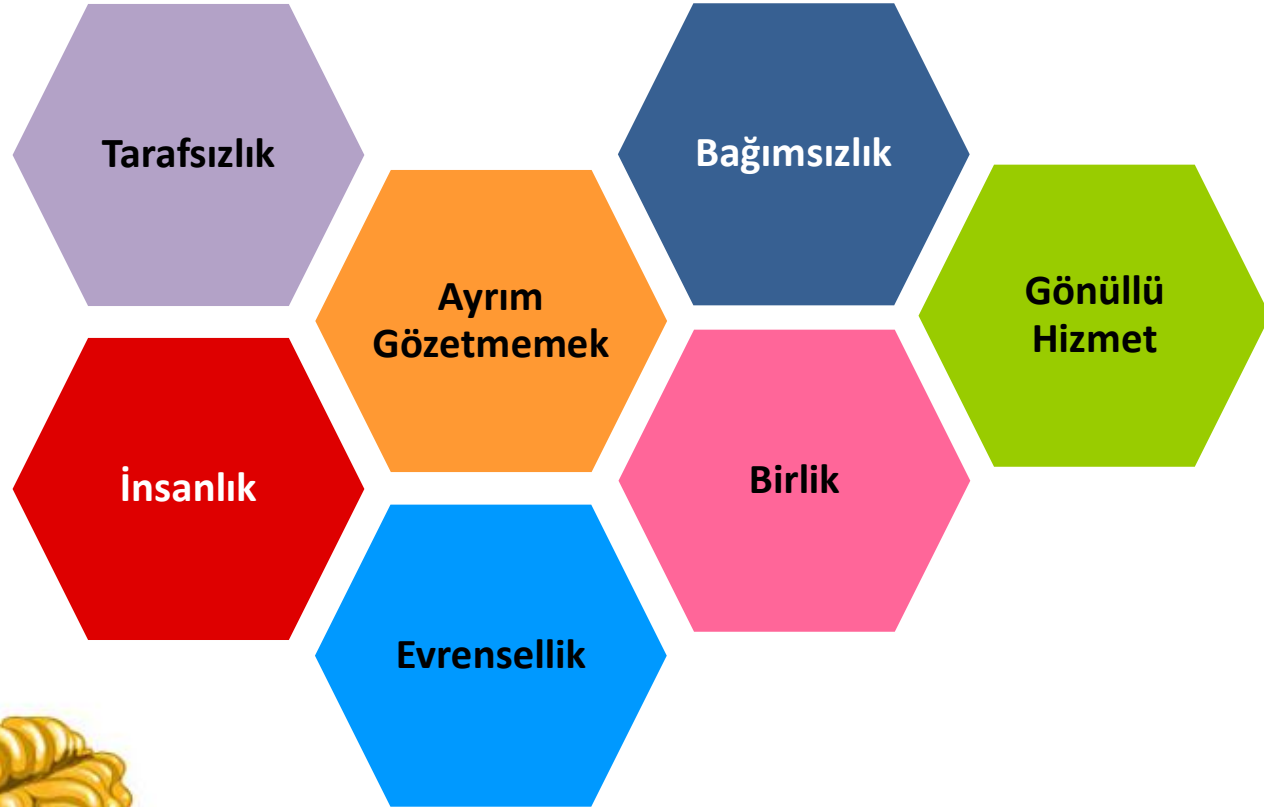 Tarafsızlık
Bağımsızlık
Ayrım
Gözetmemek
Gönüllü
Hizmet
İnsanlık
Birlik
Evrensellik